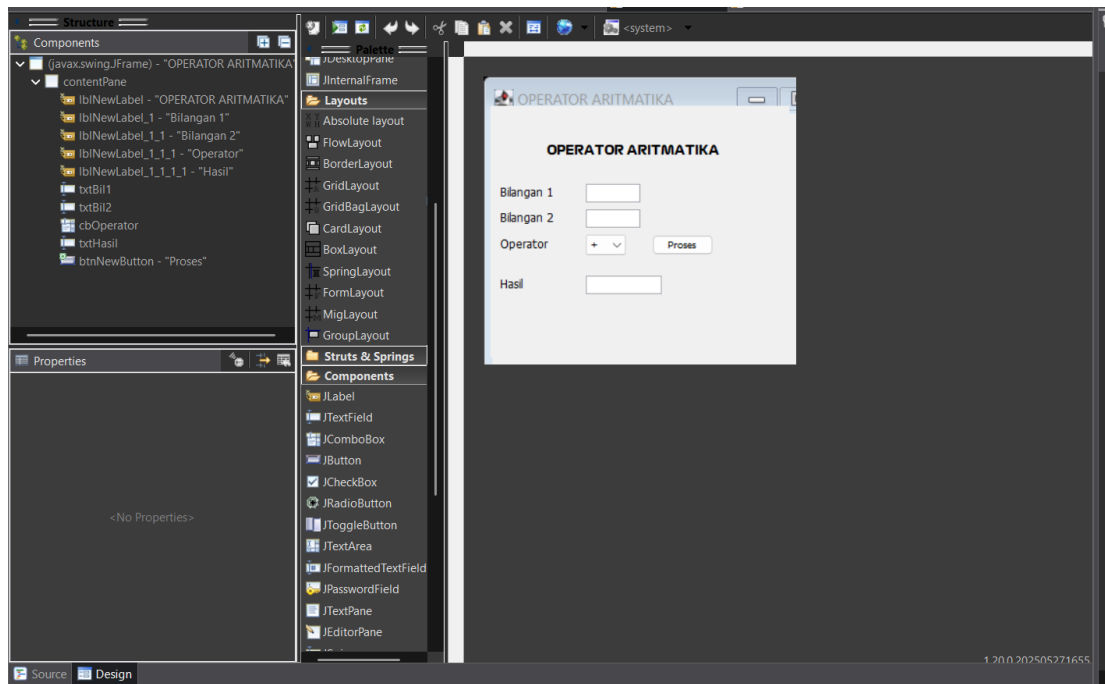 Structure
Components
(javax.swing.JFrame) - "OPERATOR ARITMATIKA"
contentPane
lblNewLabel - "OPERATOR ARITMATIKA"
lblNewLabel_1 - "Bilangan 1"
lblNewLabel_1_1 - "Bilangan 2"
lblNewLabel_1_1_1 - "Operator"
lblNewLabel_1_1_1_1 - "Hasil"
txtBil1
txtBil2
cbOperator
txtHasil
btnNewButton - "Proses"
Properties
<No Properties>
Source
Design
<system>
Palette
JDesktopPane
JInternalFrame
Layouts
Absolute layout
FlowLayout
BorderLayout
GridLayout
GridBagLayout
CardLayout
BoxLayout
SpringLayout
FormLayout
MigLayout
GroupLayout
Struts & Springs
Components
JLabel
JTextField
JComboBox
JButton
JCheckBox
JRadioButton
JToggleButton
JTextArea
JFormattedTextField
JPasswordField
JTextPane
JEditorPane
OPERATOR ARITMATIKA
OPERATOR ARITMATIKA
Bilangan 1
Bilangan 2
Operator + Proses
Hasil
1.20.0.202505271655